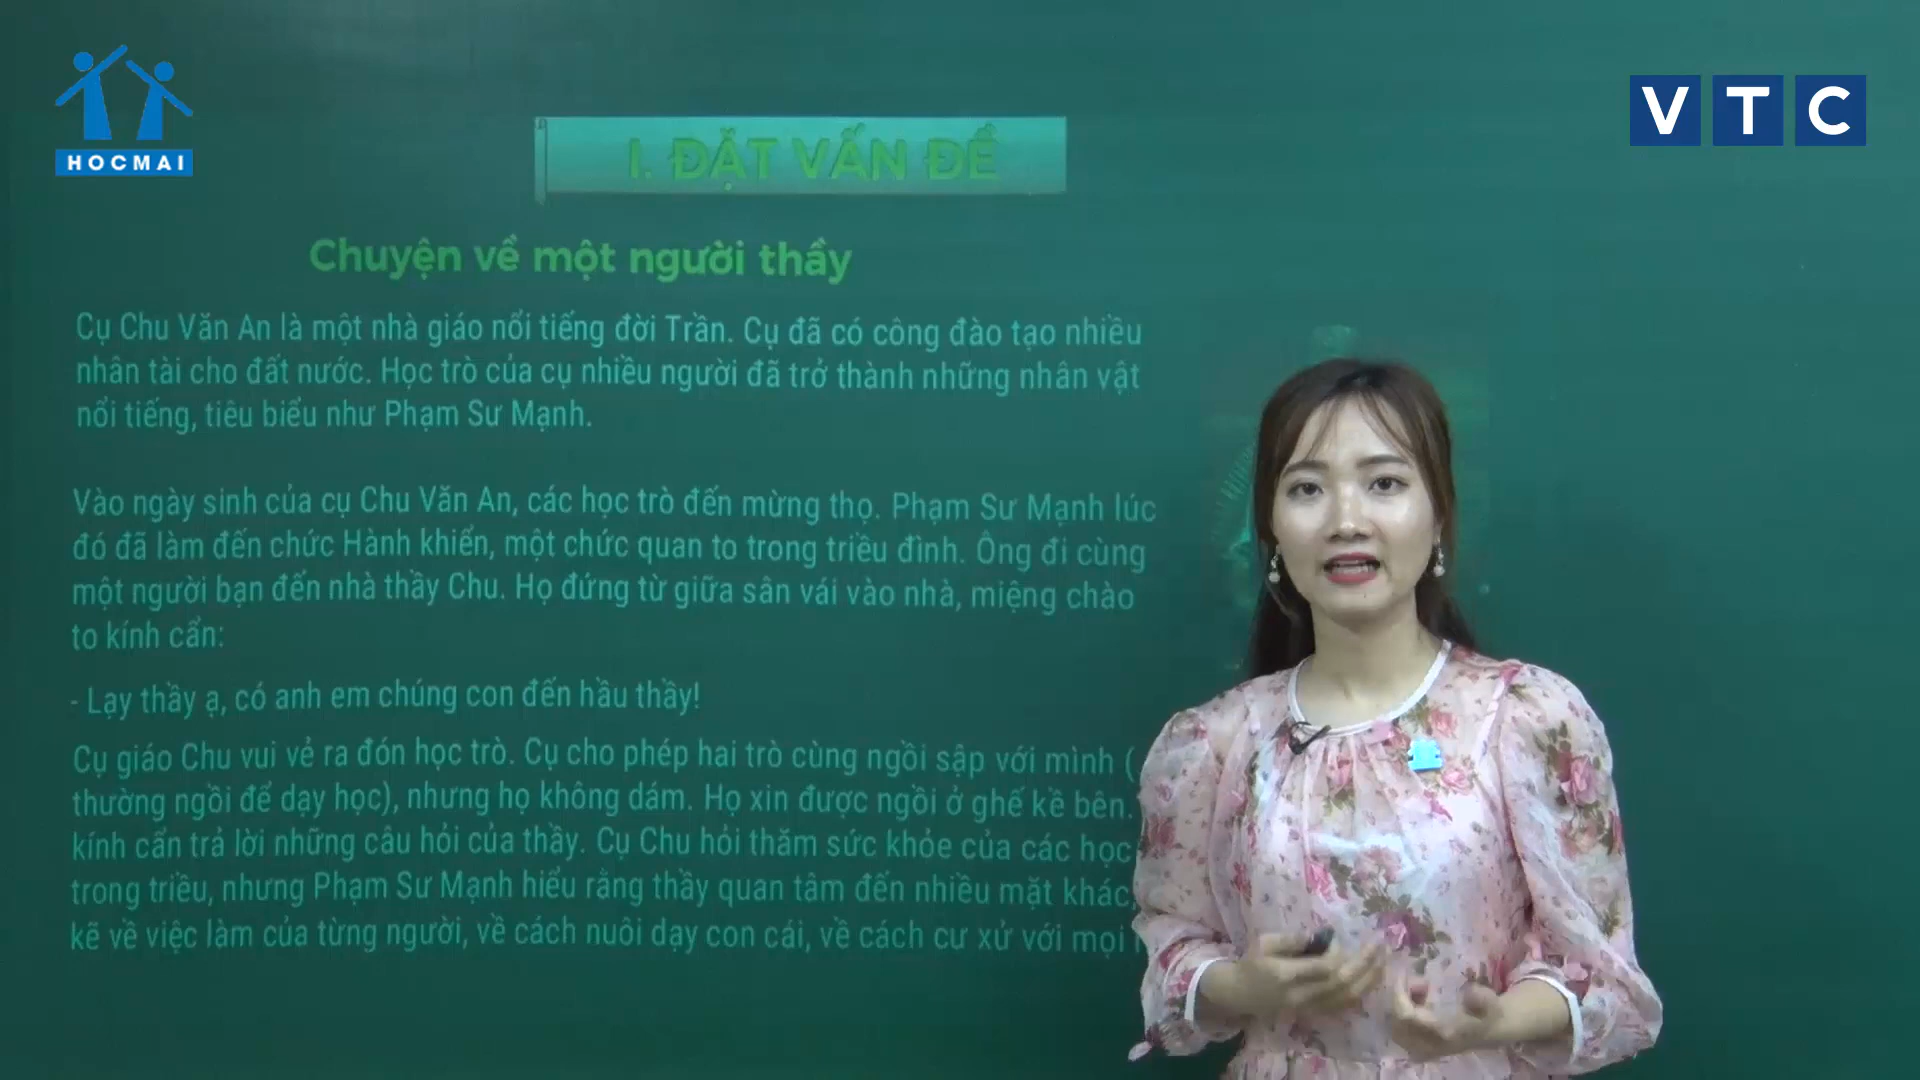 HOCMAI
VTC
I. ĐẶT VẤN ĐỀ
Chuyện về một người thầy
Cụ Chu Văn An là một nhà giáo nổi tiếng đời Trần. Cụ đã có công đào tạo nhiều
nhân tài cho đất nước. Học trò của cụ nhiều người đã trở thành những nhân vật
nổi tiếng, tiêu biểu như Phạm Sư Mạnh.
Vào ngày sinh của cụ Chu Văn An, các học trò đến mừng thọ. Phạm Sư Mạnh lúc
đó đã làm đến chức Hành khiển, một chức quan to trong triều đình. Ông đi cùng
một người bạn đến nhà thầy Chu. Họ đứng từ giữa sân vái vào nhà, miệng chào
to kính cẩn:
- Lạy thầy ạ, có anh em chúng con đến hầu thầy!
Cụ giáo Chu vui vẻ ra đón học trò. Cụ cho phép hai trò cùng ngồi sập với mình (
thường ngồi để dạy học), nhưng họ không dám. Họ xin được ngồi ở ghế kề bên.
kính cẩn trả lời những câu hỏi của thầy. Cụ Chu hỏi thăm sức khỏe của các học
trong triều, nhưng Phạm Sư Mạnh hiểu rằng thầy quan tâm đến nhiều mặt khác,
kẽ về việc làm của từng người, về cách nuôi dạy con cái, về cách cư xử với mọi